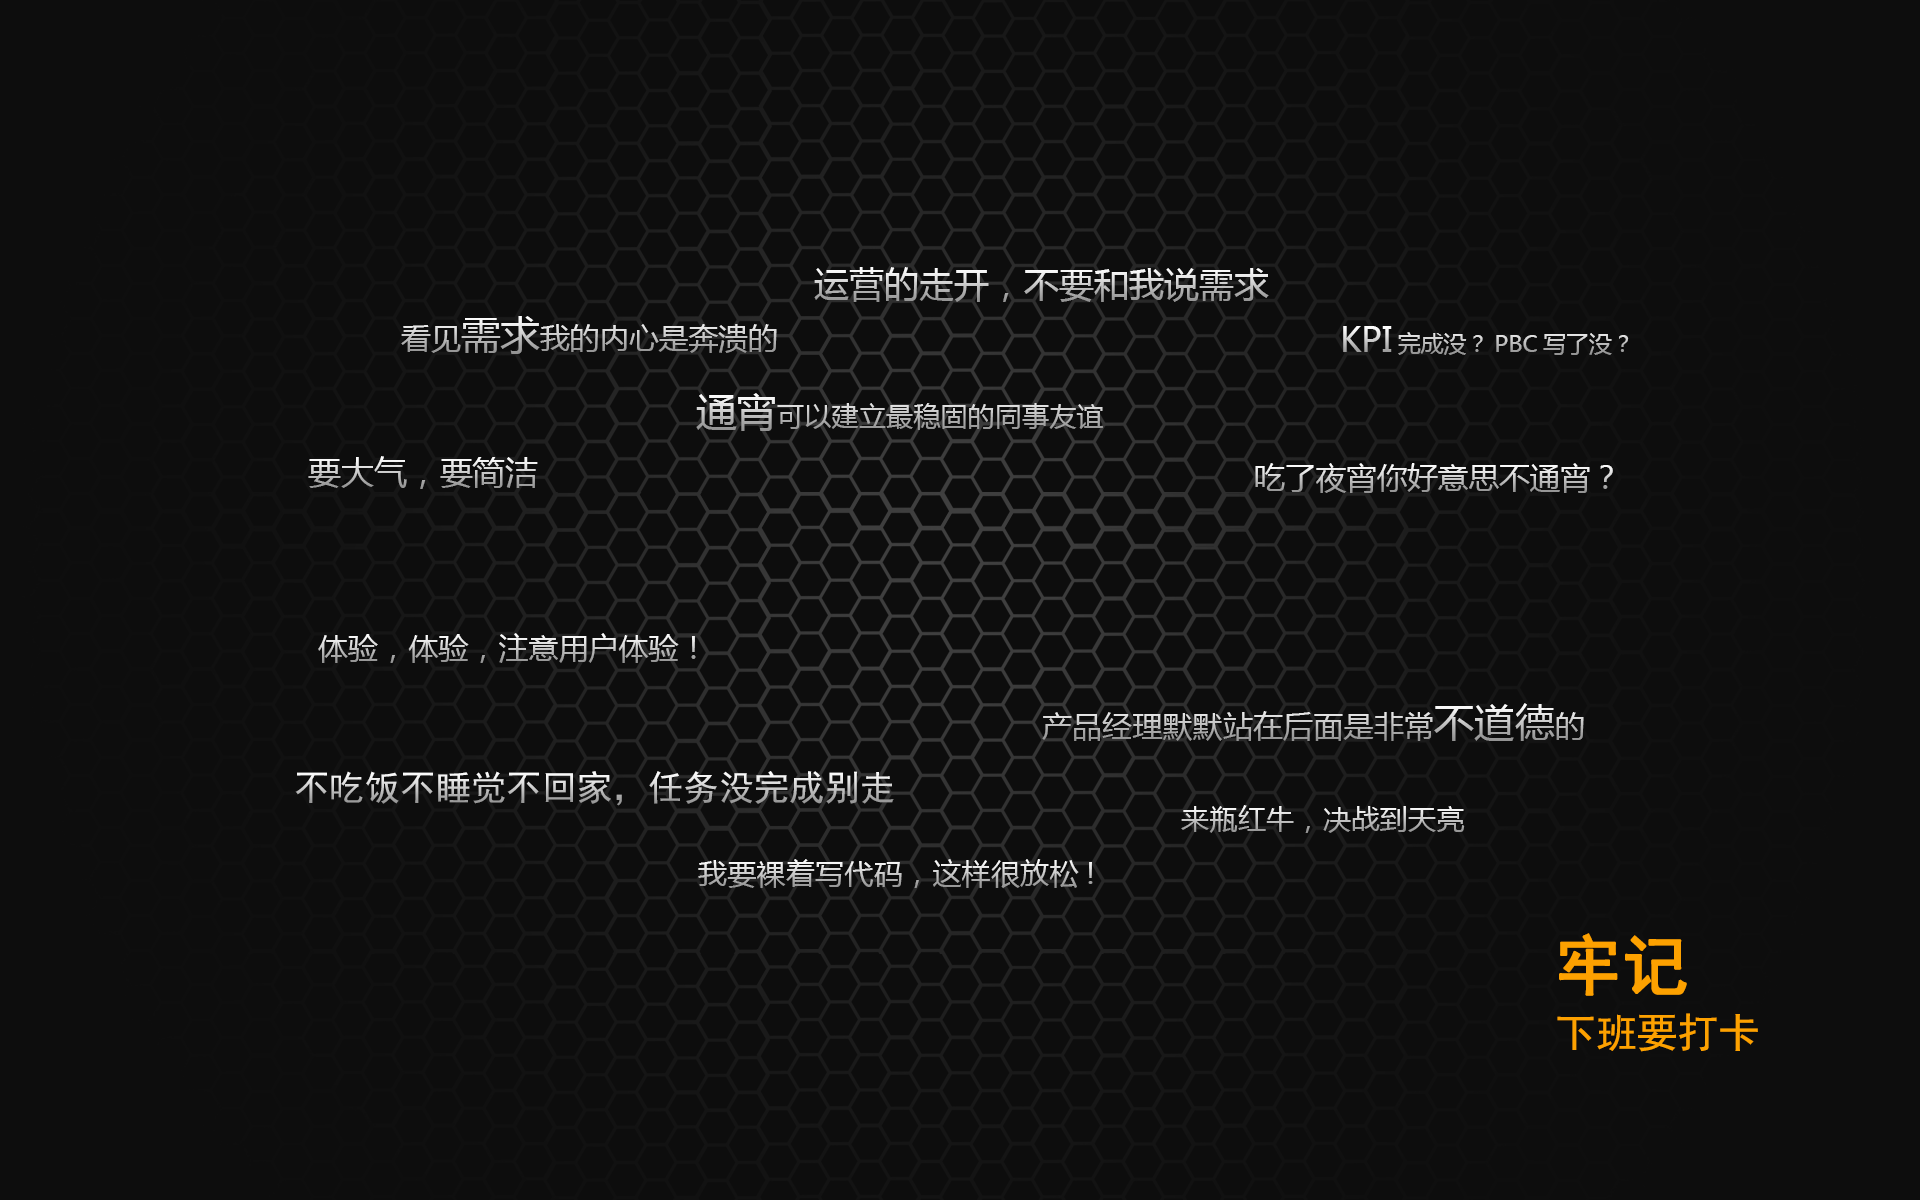 运营的走开，不要和我说需求
看见需求我的内心是奔溃的
KPI 完成没？ PBC 写了没？
通宵可以建立最稳固的同事友谊
要大气，要简洁
吃了夜宵你好意思不通宵？
体验，体验，注意用户体验！
产品经理默默站在后面是非常不道德的
不吃饭不睡觉不回家，任务没完成别走
来瓶红牛，决战到天亮
我要裸着写代码，这样很放松！
牢记
下班要打卡